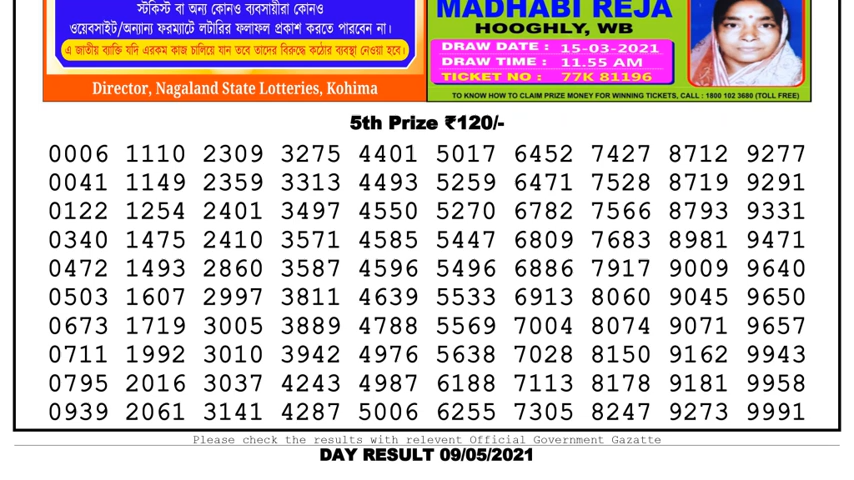 স্টকিস্ট বা অন্য কোনও ব্যবসায়ীরা কোনও
ওয়েবসাইট/অন্যান্য ফরম্যাটে লটারির ফলাফল প্রকাশ করতে পারবেন না।
এ জাতীয় ব্যক্তি যদি এরকম কাজ চালিয়ে যান তবে তাদের বিরুদ্ধে কঠোর ব্যবস্থা নেওয়া হবে।
Director, Nagaland State Lotteries, Kohima
MADHABI REJA
HOOGHLY, WB
DRAW DATE : 15-03-2021
DRAW TIME : 11.55 AM
TICKET NO : 77K 81196
TO KNOW HOW TO CLAIM PRIZE MONEY FOR WINNING TICKETS, CALL : 1800 102 3680 (TOLL FREE)
5th Prize ₹120/-
0006 1110 2309 3275 4401 5017 6452 7427 8712 9277
0041 1149 2359 3313 4493 5259 6471 7528 8719 9291
0122 1254 2401 3497 4550 5270 6782 7566 8793 9331
0340 1475 2410 3571 4585 5447 6809 7683 8981 9471
0472 1493 2860 3587 4596 5496 6886 7917 9009 9640
0503 1607 2997 3811 4639 5533 6913 8060 9045 9650
0673 1719 3005 3889 4788 5569 7004 8074 9071 9657
0711 1992 3010 3942 4976 5638 7028 8150 9162 9943
0795 2016 3037 4243 4987 6188 7113 8178 9181 9958
0939 2061 3141 4287 5006 6255 7305 8247 9273 9991
Please check the results with relevent Official Government Gazatte
DAY RESULT 09/05/2021